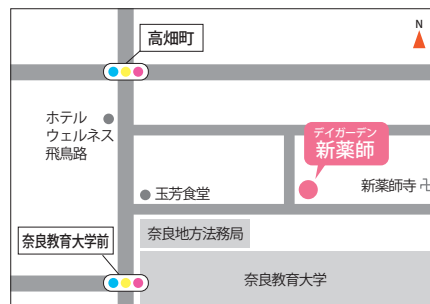 高畑町
N
ホテル
ウェルネス
飛鳥路
デイガーデン
新薬師
玉芳食堂
新薬師寺 卍
奈良教育大学前
奈良地方法務局
奈良教育大学